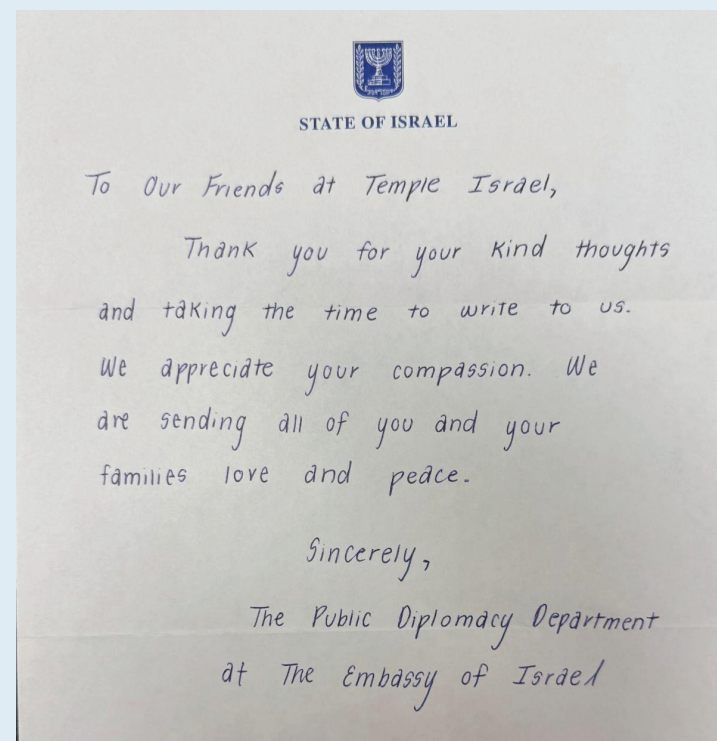 STATE OF ISRAEL
To Our Friends at Temple Israel,
Thank you for your kind thoughts
and taking the time to write to us.
We appreciate your compassion. We
are sending all of you and your
families love and peace.
Sincerely,
The Public Diplomacy Department
at The Embassy of Israel